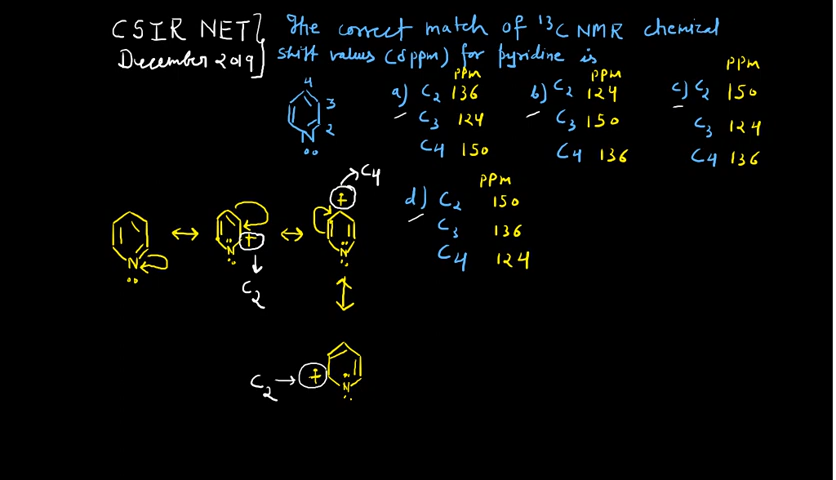 CSIR NET The correct match of 13C NMR chemical
December 2019 shift values (δ ppm) for pyridine is
4
3
2
N
a) C2 136 ppm
C3 124
C4 150
b) C2 124 ppm
C3 150
C4 136
c) C2 150 ppm
C3 124
C4 136
d) C2 150 ppm
C3 136
C4 124
+ → C4
N ↔ N + ↔ N
C2
C2 → + N